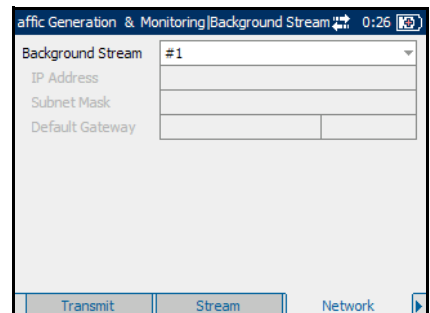 affic Generation & Monitoring|Background Stream 0:26
Background Stream #1
IP Address
Subnet Mask
Default Gateway
Transmit Stream Network